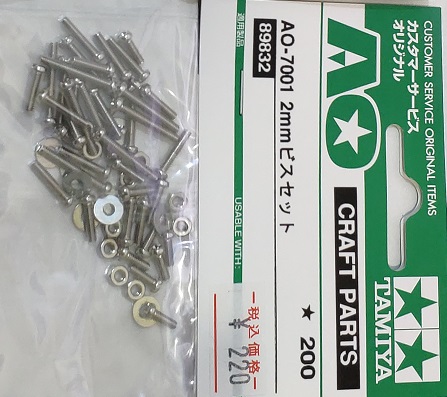 CUSTOMER SERVICE ORIGINAL ITEMS
カスタマーサービス
オリジナル
TAMIYA
AO
CRAFT PARTS
★ 200
AO-7001 2mmビスセット
89832
適用製品
USABLE WITH:
税込価格
¥ 220